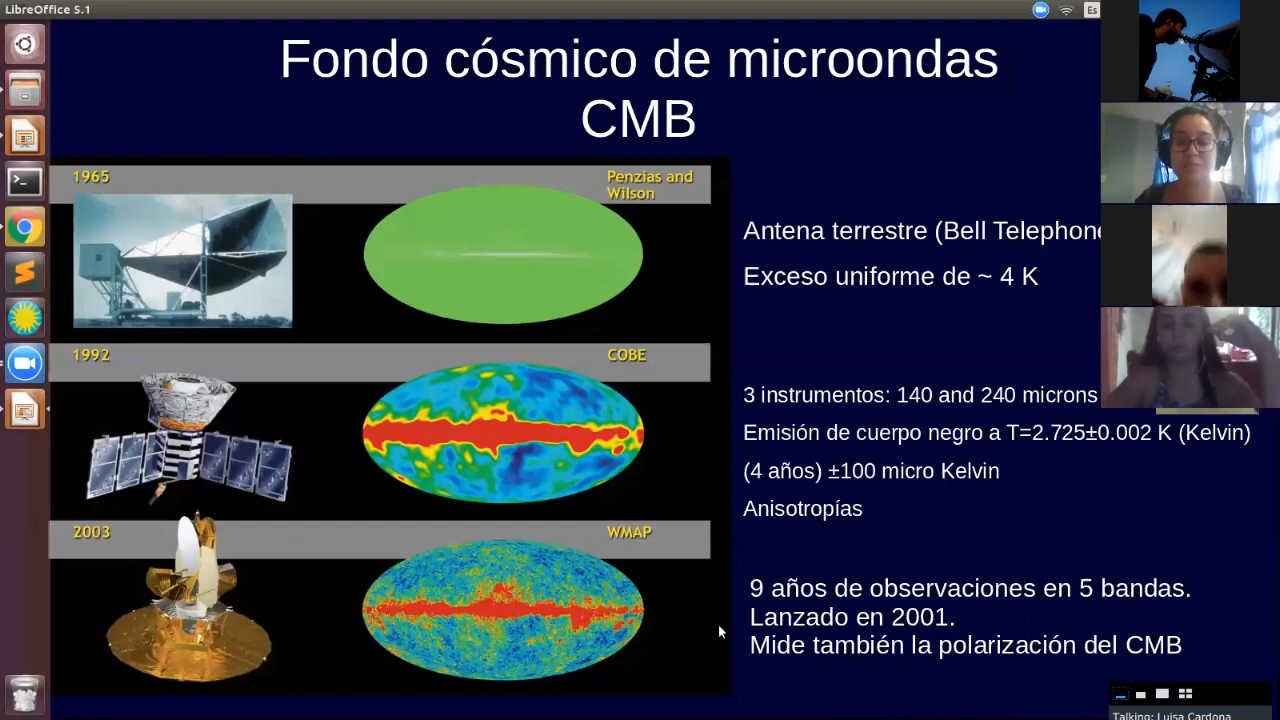 LibreOffice 5.1
Es
Fondo cósmico de microondas
CMB
1965
Penzias and
Wilson
Antena terrestre (Bell Telephone
Exceso uniforme de ~ 4 K
1992
COBE
3 instrumentos: 140 and 240 microns
Emisión de cuerpo negro a T=2.725±0.002 K (Kelvin)
(4 años) ±100 micro Kelvin
Anisotropías
2003
WMAP
9 años de observaciones en 5 bandas.
Lanzado en 2001.
Mide también la polarización del CMB
Talking: Luisa Cardona